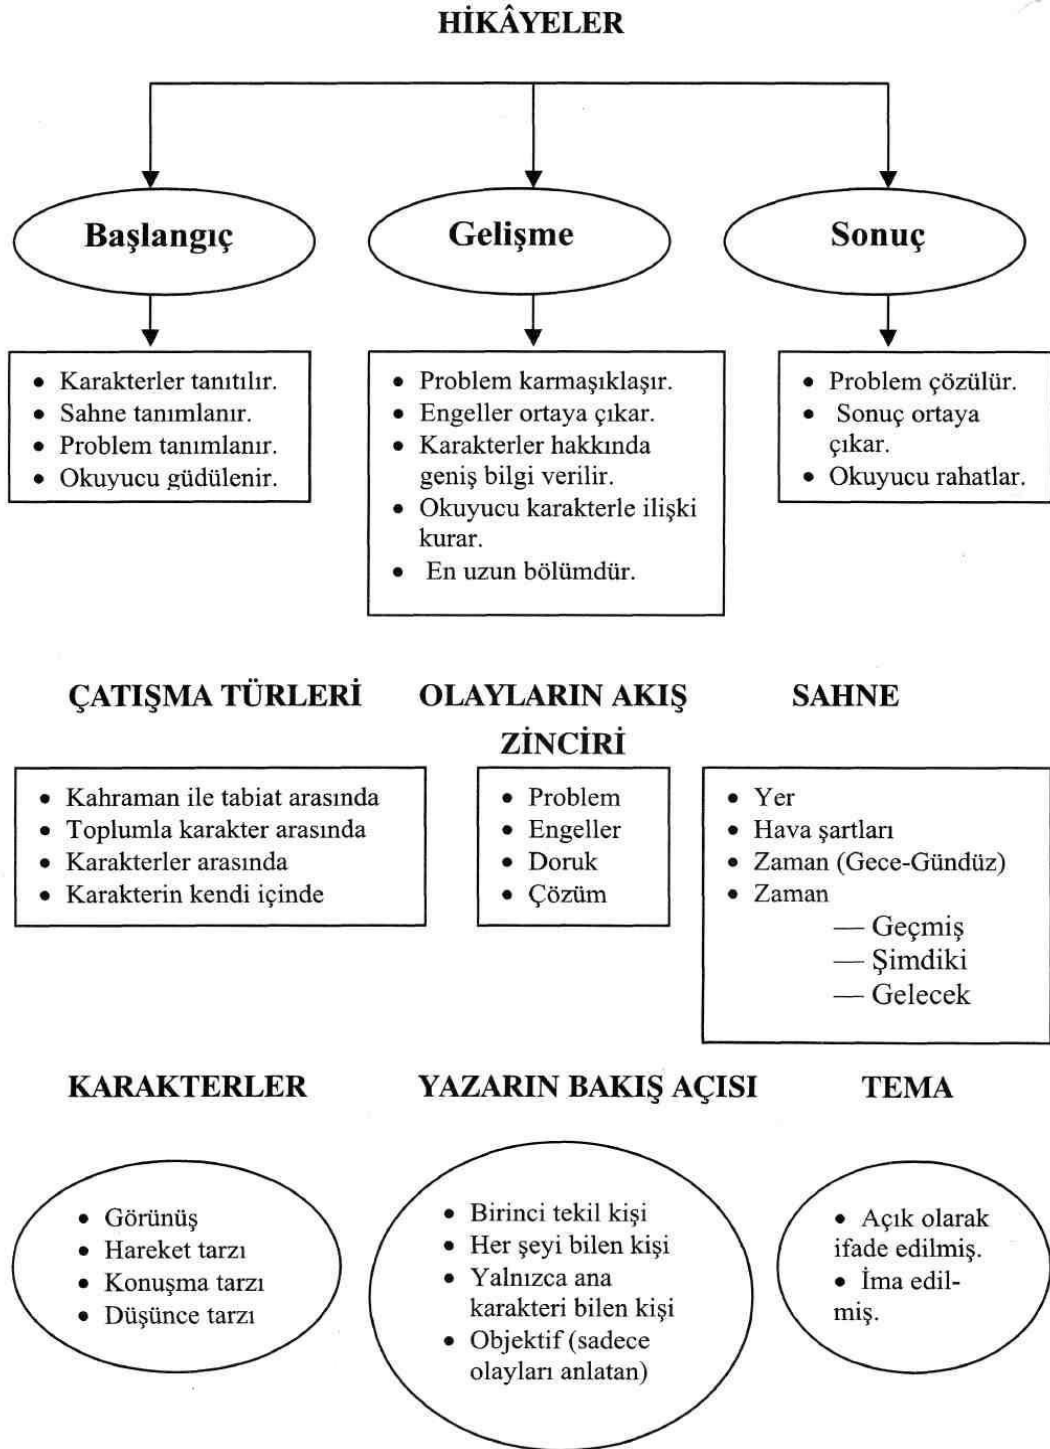 HİKÂYELER
Başlangıç
Gelişme
Sonuç
• Karakterler tanıtılır.
• Sahne tanımlanır.
• Problem tanımlanır.
• Okuyucu güdülenir.
• Problem karmaşıklaşır.
• Engeller ortaya çıkar.
• Karakterler hakkında
geniş bilgi verilir.
• Okuyucu karakterle ilişki
kurar.
• En uzun bölümdür.
• Problem çözülür.
• Sonuç ortaya
çıkar.
• Okuyucu rahatlar.
ÇATIŞMA TÜRLERİ
• Kahraman ile tabiat arasında
• Toplumla karakter arasında
• Karakterler arasında
• Karakterin kendi içinde
OLAYLARIN AKIŞ
ZİNCİRİ
• Problem
• Engeller
• Doruk
• Çözüm
SAHNE
• Yer
• Hava şartları
• Zaman (Gece-Gündüz)
• Zaman
— Geçmiş
— Şimdiki
— Gelecek
KARAKTERLER
• Görünüş
• Hareket tarzı
• Konuşma tarzı
• Düşünce tarzı
YAZARIN BAKIŞ AÇISI
• Birinci tekil kişi
• Her şeyi bilen kişi
• Yalnızca ana
karakteri bilen kişi
• Objektif (sadece
olayları anlatan)
TEMA
• Açık olarak
ifade edilmiş.
• İma edil-
miş.